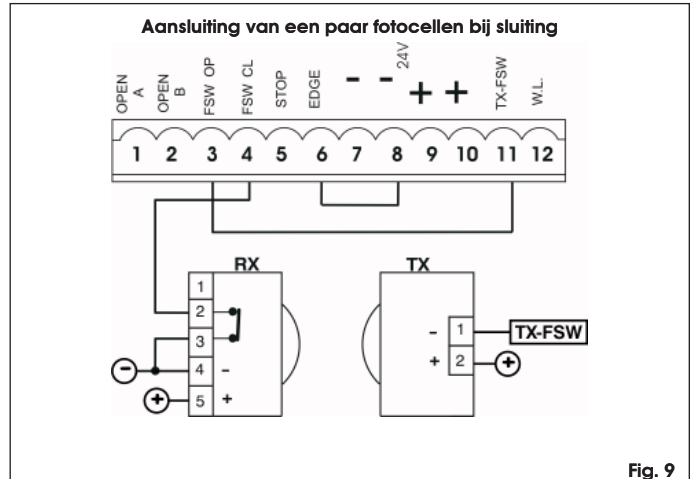 Aansluiting van een paar fotocellen bij sluiting
OPEN A
OPEN B
FSW OP
FSW CL
STOP
EDGE
- - 24V
+ +
TX-FSW
W.L.
1 2 3 4 5 6 7 8 9 10 11 12
RX
1
2
3
4 -
5 +
-
+
TX
- 1
+ 2
TX-FSW
+
Fig. 9